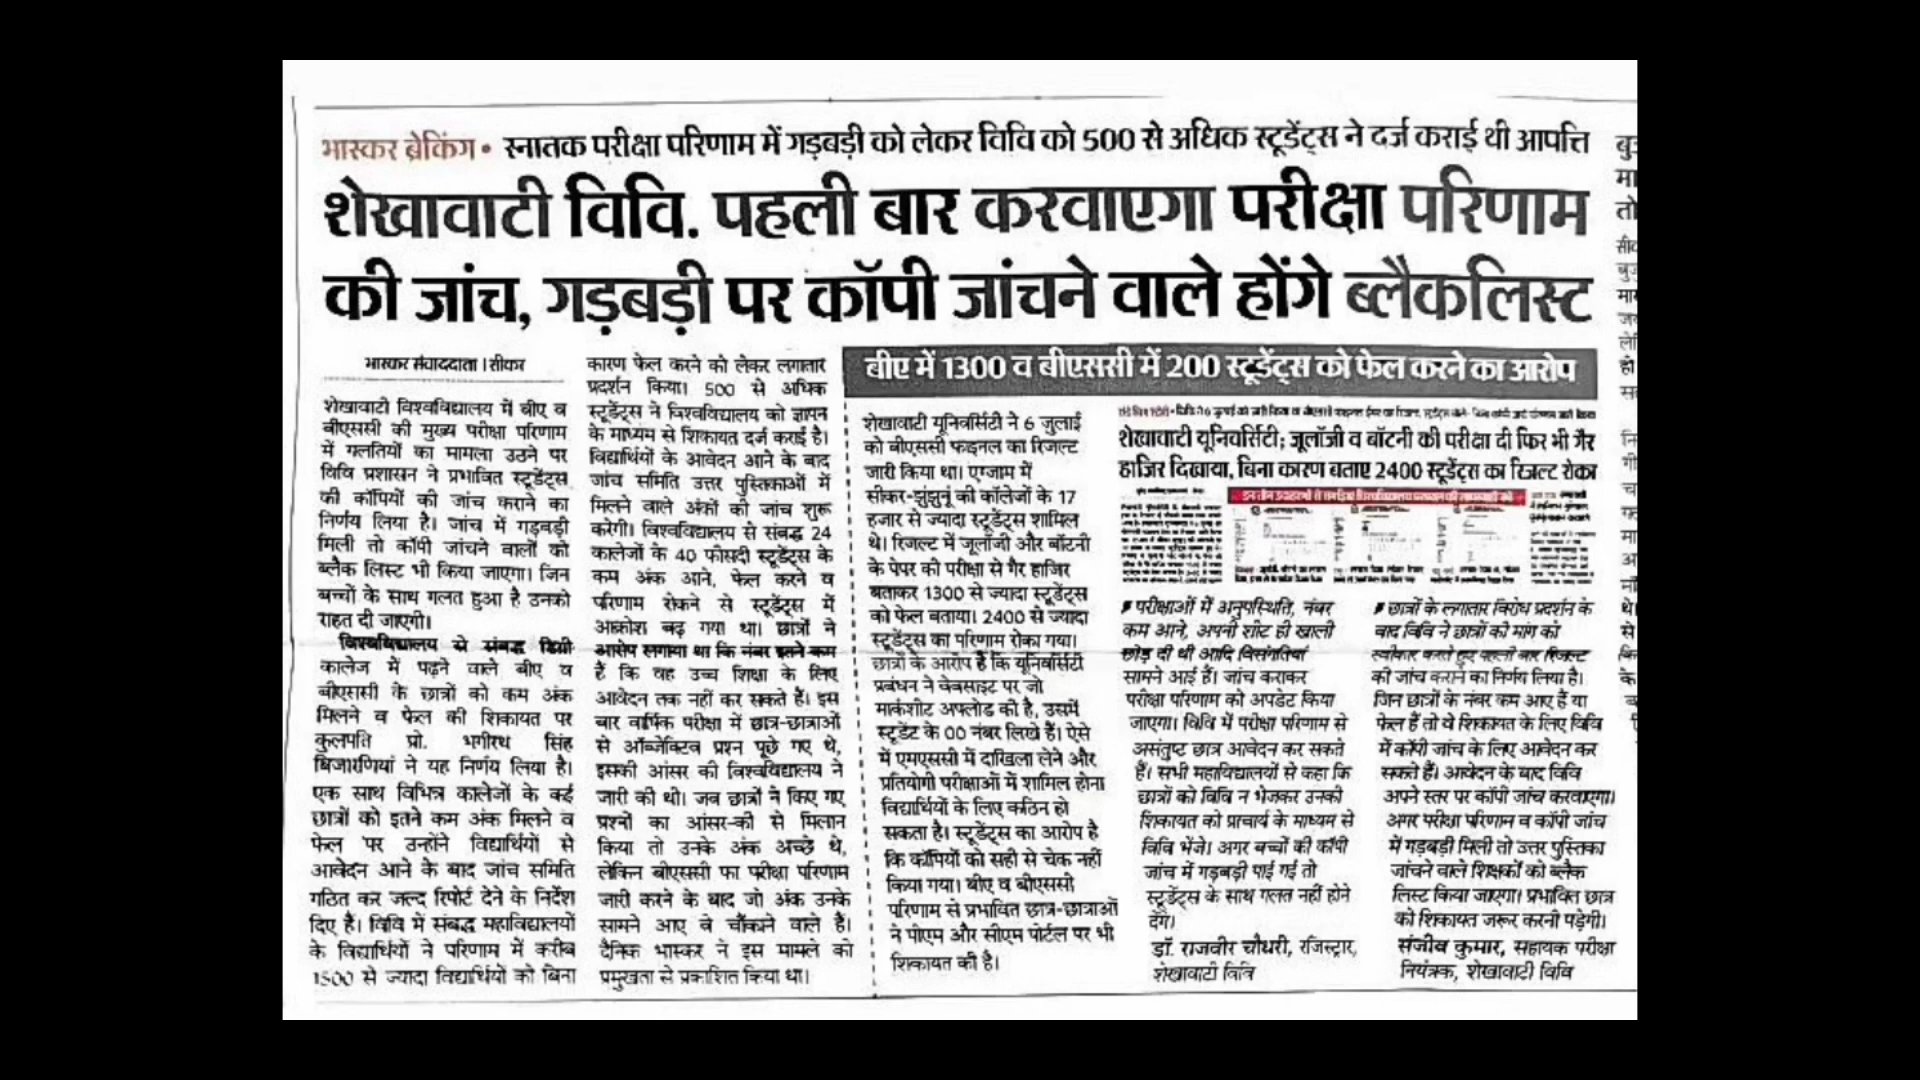 भास्कर ब्रेकिंग • स्नातक परीक्षा परिणाम में गड़बड़ी को लेकर विवि को 500 से अधिक स्टूडेंट्स ने दर्ज कराई थी आपत्ति
शेखावाटी विवि. पहली बार करवाएगा परीक्षा परिणाम
की जांच, गड़बड़ी पर कॉपी जांचने वाले होंगे ब्लैकलिस्ट
भास्कर संवाददाता | सीकर
शेखावाटी विश्वविद्यालय में बीए व
बीएससी की मुख्य परीक्षा परिणाम
में गलतियों का मामला उठने पर
विवि प्रशासन ने प्रभावित स्टूडेंट्स
की कॉपियों की जांच कराने का
निर्णय लिया है। जांच में गड़बड़ी
मिली तो कॉपी जांचने वालों को
ब्लैक लिस्ट भी किया जाएगा। जिन
बच्चों के साथ गलत हुआ है उनको
राहत दी जाएगी।
विश्वविद्यालय से संबद्ध डिग्री
कालेज में पढ़ने वाले बीए व
बीएससी के छात्रों को कम अंक
मिलने व फेल की शिकायत पर
कुलपति प्रो. भगीरथ सिंह
बिजारणियां ने यह निर्णय लिया है।
एक साथ विभिन्न कालेजों के कई
छात्रों को इतने कम अंक मिलने व
फेल पर उन्होंने विद्यार्थियों से
आवेदन आने के बाद जांच समिति
गठित कर जल्द रिपोर्ट देने के निर्देश
दिए हैं। विवि में संबद्ध महाविद्यालयों
के विद्यार्थियों ने परिणाम में करीब
1500 से ज्यादा विद्यार्थियों को बिना
कारण फेल करने को लेकर लगातार
प्रदर्शन किया। 500 से अधिक
स्टूडेंट्स ने विश्वविद्यालय को ज्ञापन
के माध्यम से शिकायत दर्ज कराई है।
विद्यार्थियों के आवेदन आने के बाद
जांच समिति उत्तर पुस्तिकाओं में
मिलने वाले अंकों की जांच शुरू
करेगी। विश्वविद्यालय से संबद्ध 24
कालेजों के 40 फीसदी स्टूडेंट्स के
कम अंक आने, फेल करने व
परिणाम रोकने से स्टूडेंट्स में
आक्रोश बढ़ गया था। छात्रों ने
आरोप लगाया था कि नंबर इतने कम
हैं कि वह उच्च शिक्षा के लिए
आवेदन तक नहीं कर सकते हैं। इस
बार वार्षिक परीक्षा में छात्र-छात्राओं
से ऑब्जेक्टिव प्रश्न पूछे गए थे,
इसकी आंसर की विश्वविद्यालय ने
जारी की थी। जब छात्रों ने किए गए
प्रश्नों का आंसर-की से मिलान
किया तो उनके अंक अच्छे थे,
लेकिन बीएससी का परीक्षा परिणाम
जारी करने के बाद जो अंक उनके
सामने आए वे चौंकाने वाले हैं।
दैनिक भास्कर ने इस मामले को
प्रमुखता से प्रकाशित किया था।
बीए में 1300 व बीएससी में 200 स्टूडेंट्स को फेल करने का आरोप
शेखावाटी यूनिवर्सिटी ने 6 जुलाई
को बीएससी फाइनल का रिजल्ट
जारी किया था। एग्जाम में
सीकर-झुंझुनूं की कॉलेजों के 17
हजार से ज्यादा स्टूडेंट्स शामिल
थे। रिजल्ट में जूलॉजी और बॉटनी
के पेपर की परीक्षा से गैर हाजिर
बताकर 1300 से ज्यादा स्टूडेंट्स
को फेल बताया। 2400 से ज्यादा
स्टूडेंट्स का परिणाम रोका गया।
छात्रों के आरोप है कि यूनिवर्सिटी
प्रबंधन ने वेबसाइट पर जो
मार्कशीट अपलोड की है, उसमें
स्टूडेंट के 00 नंबर लिखे हैं। ऐसे
में एमएससी में दाखिला लेने और
प्रतियोगी परीक्षाओं में शामिल होना
विद्यार्थियों के लिए कठिन हो
सकता है। स्टूडेंट्स का आरोप है
कि कॉपियों को सही से चेक नहीं
किया गया। बीए व बीएससी
परिणाम से प्रभावित छात्र-छात्राओं
ने पीएम और सीएम पोर्टल पर भी
शिकायत की है।
शेखावाटी यूनिवर्सिटी; जूलॉजी व बॉटनी की परीक्षा दी फिर भी गैर
हाजिर दिखाया, बिना कारण बताए 2400 स्टूडेंट्स का रिजल्ट रोका
परीक्षाओं में अनुपस्थिति, नंबर
कम आने, अपनी शीट ही खाली
छोड़ दी थी आदि विसंगतियां
सामने आई हैं। जांच कराकर
परीक्षा परिणाम को अपडेट किया
जाएगा। विवि में परीक्षा परिणाम से
असंतुष्ट छात्र आवेदन कर सकते
हैं। सभी महाविद्यालयों से कहा कि
छात्रों को विवि न भेजकर उनकी
शिकायत को प्राचार्य के माध्यम से
विवि भेजें। अगर बच्चों की कॉपी
जांच में गड़बड़ी पाई गई तो
स्टूडेंट्स के साथ गलत नहीं होने
देंगे।
डॉ. राजवीर चौधरी, रजिस्ट्रार,
शेखावाटी विवि
छात्रों के लगातार विरोध प्रदर्शन के
बाद विवि ने छात्रों की मांग को
स्वीकार करते हुए पहली बार रिजल्ट
की जांच कराने का निर्णय लिया है।
जिन छात्रों के नंबर कम आए हैं या
फेल हैं तो वे शिकायत के लिए विवि
में कॉपी जांच के लिए आवेदन कर
सकते हैं। आवेदन के बाद विवि
अपने स्तर पर कॉपी जांच करवाएगा।
अगर परीक्षा परिणाम व कॉपी जांच
में गड़बड़ी मिली तो उत्तर पुस्तिका
जांचने वाले शिक्षकों को ब्लैक
लिस्ट किया जाएगा। प्रभावित छात्र
को शिकायत जरूर करनी पड़ेगी।
संजीव कुमार, सहायक परीक्षा
नियंत्रक, शेखावाटी विवि